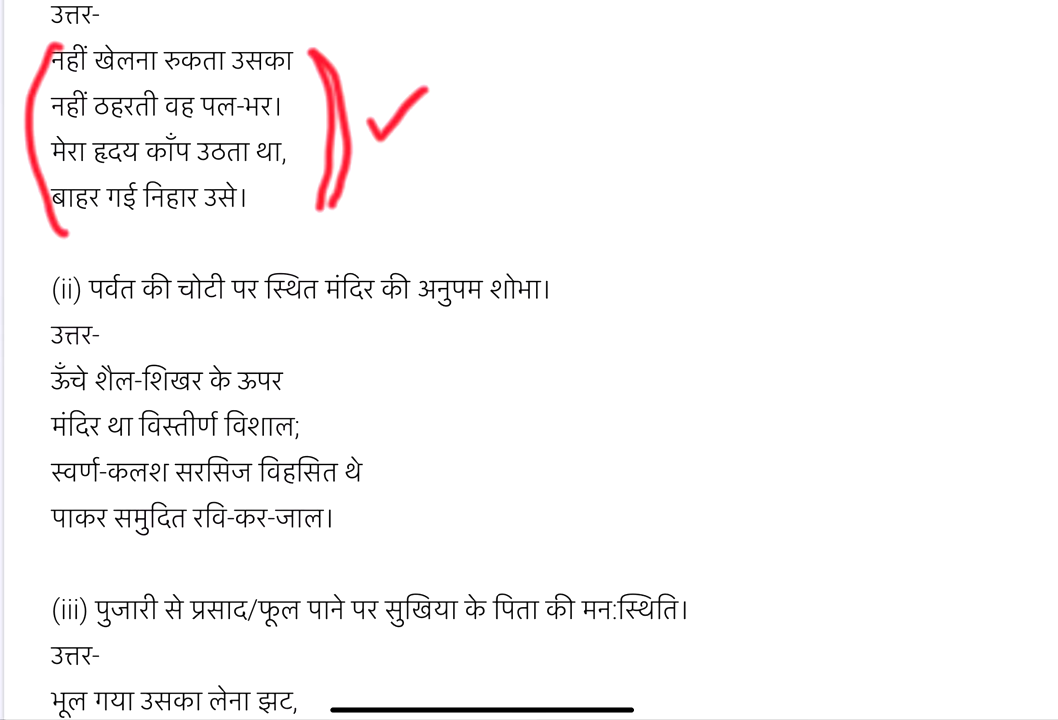 उत्तर-
नहीं खेलना रुकता उसका
नहीं ठहरती वह पल-भर।
मेरा हृदय काँप उठता था,
बाहर गई निहार उसे।
(ii) पर्वत की चोटी पर स्थित मंदिर की अनुपम शोभा।
उत्तर-
ऊँचे शैल-शिखर के ऊपर
मंदिर था विस्तीर्ण विशाल;
स्वर्ण-कलश सरसिज विहसित थे
पाकर समुदित रवि-कर-जाल।
(iii) पुजारी से प्रसाद/फूल पाने पर सुखिया के पिता की मन:स्थिति।
उत्तर-
भूल गया उसका लेना झट,